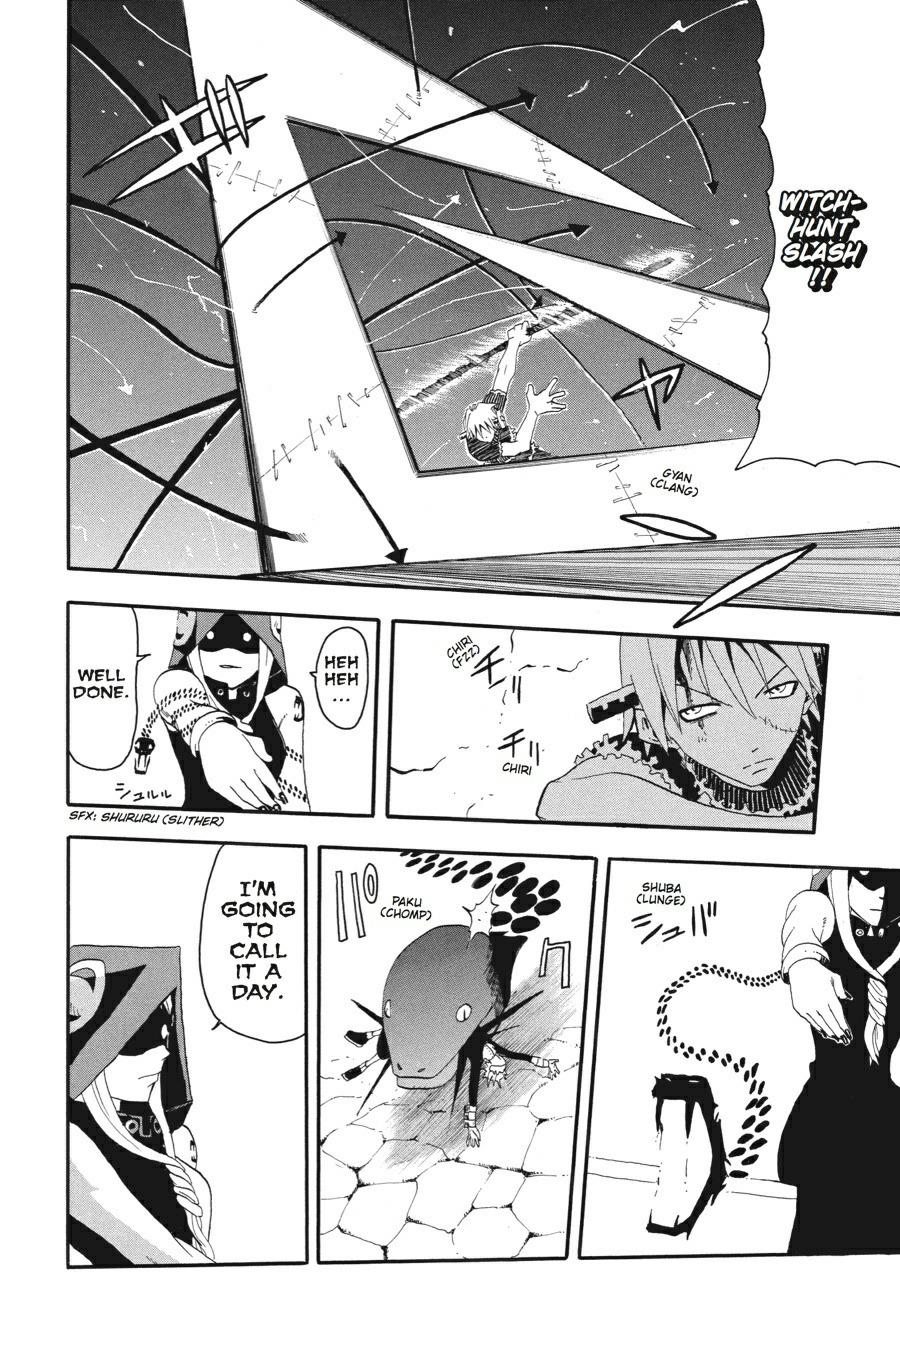 WITCH-
HUNT
SLASH
!!
GYAN
(CLANG)
CHIRI
(FZZ)
チ
リ
チ
リ
CHIRI
HEH
HEH
...
WELL
DONE.
シュルル
SFX: SHURURU (SLITHER)
SHUBA
(LUNGE)
シュバ
PAKU
(CHOMP)
パク
I'M
GOING
TO
CALL
IT A
DAY.